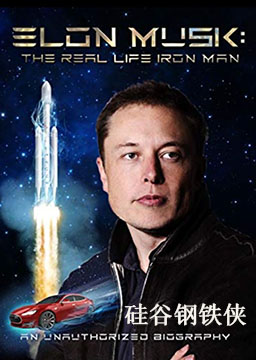 ELON MUSK:
THE REAL LIFE IRON MAN
硅谷钢铁侠
AN UNAUTHORIZED BIOGRAPHY